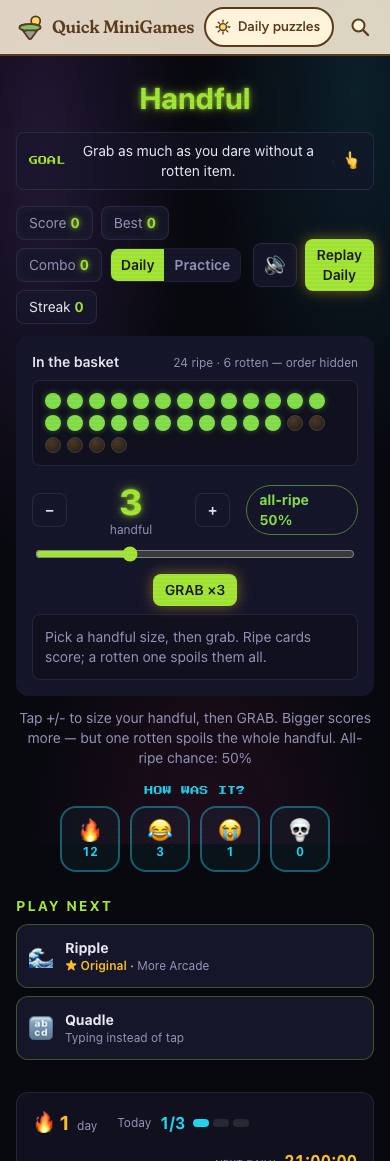 Quick MiniGames
Daily puzzles
Handful
GOAL
Grab as much as you dare without a
rotten item.
Score 0
Best 0
Combo 0
Daily
Practice
Replay
Daily
Streak 0
In the basket
24 ripe · 6 rotten — order hidden
−
3
handful
+
all-ripe
50%
GRAB ×3
Pick a handful size, then grab. Ripe cards
score; a rotten one spoils them all.
Tap +/- to size your handful, then GRAB. Bigger scores
more — but one rotten spoils the whole handful. All-
ripe chance: 50%
HOW WAS IT?
12
3
1
0
PLAY NEXT
Ripple
★ Original · More Arcade
abcd
Quadle
Typing instead of tap
1 day
Today 1/3
21:00:00